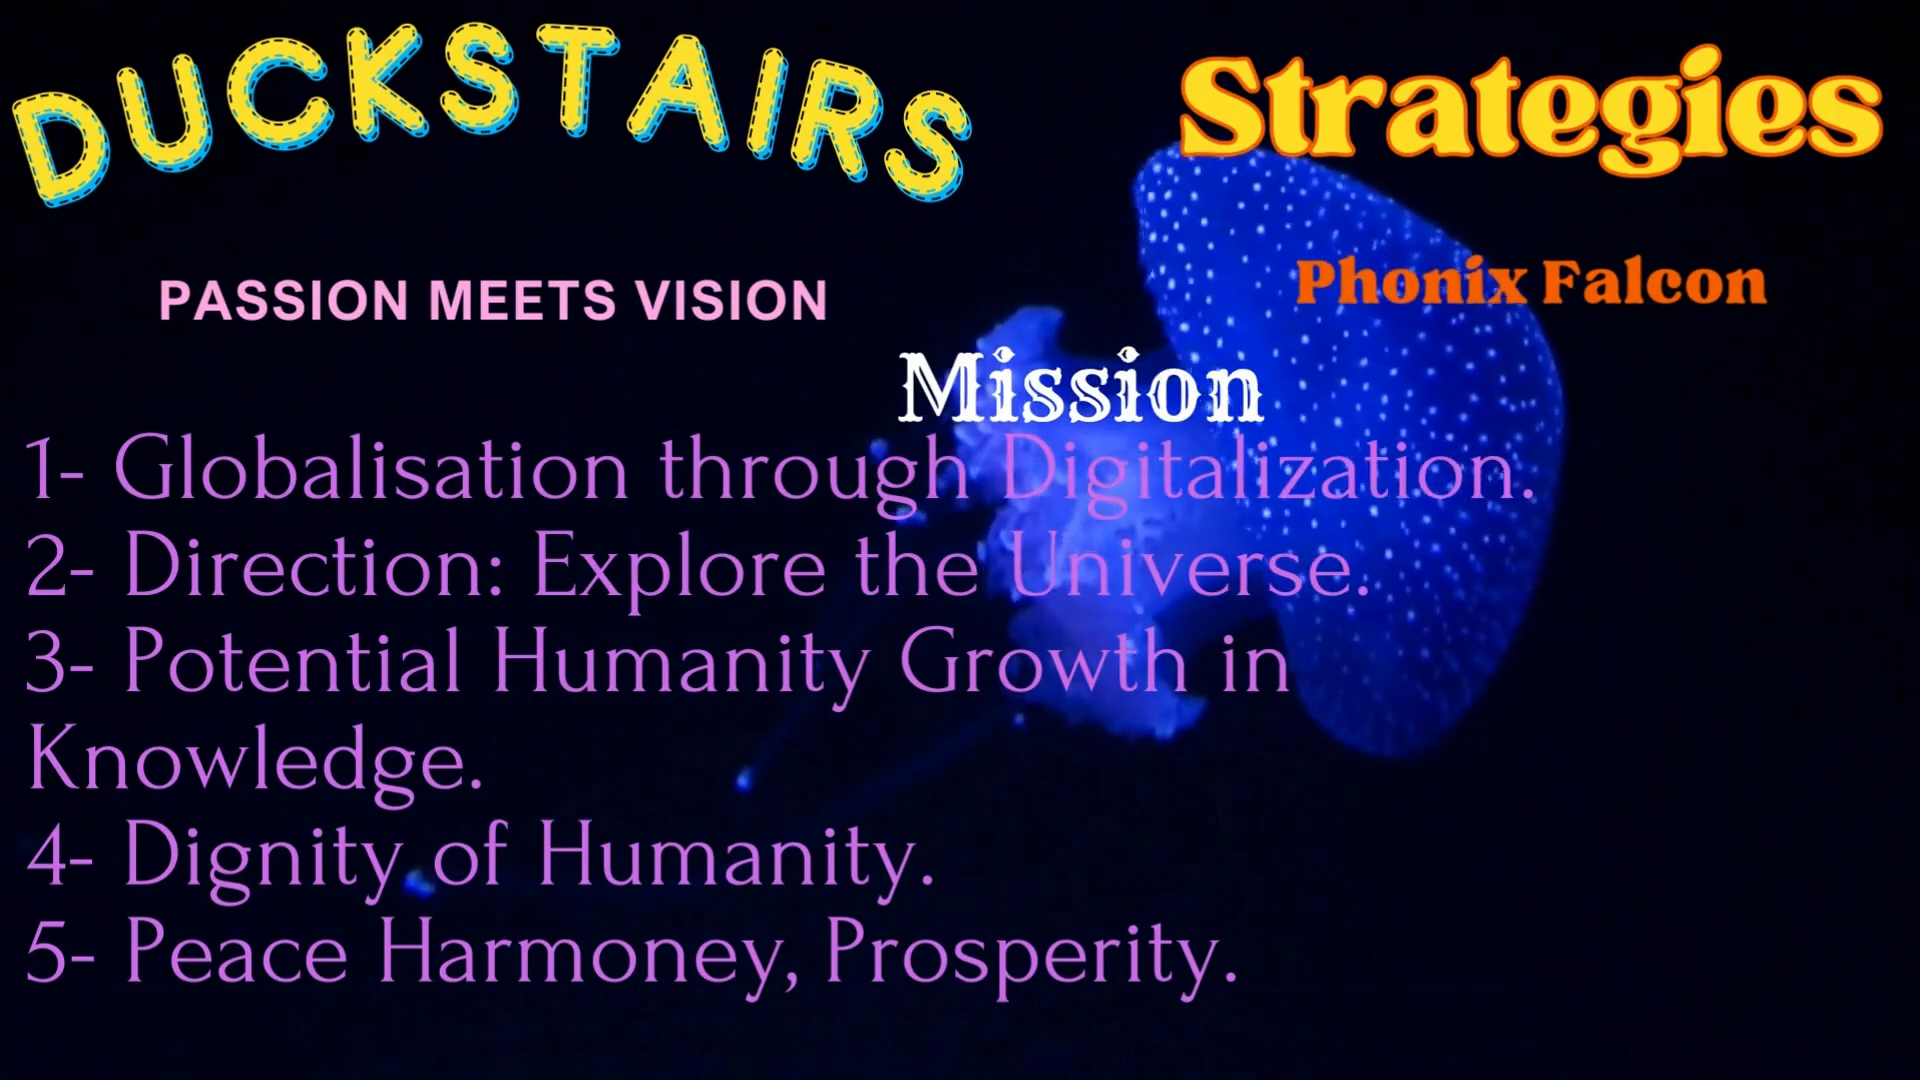 DUCKSTAIRS
Strategies
PASSION MEETS VISION
Phonix Falcon
Mission
1- Globalisation through Digitalization.
2- Direction: Explore the Universe.
3- Potential Humanity Growth in
Knowledge.
4- Dignity of Humanity.
5- Peace Harmoney, Prosperity.